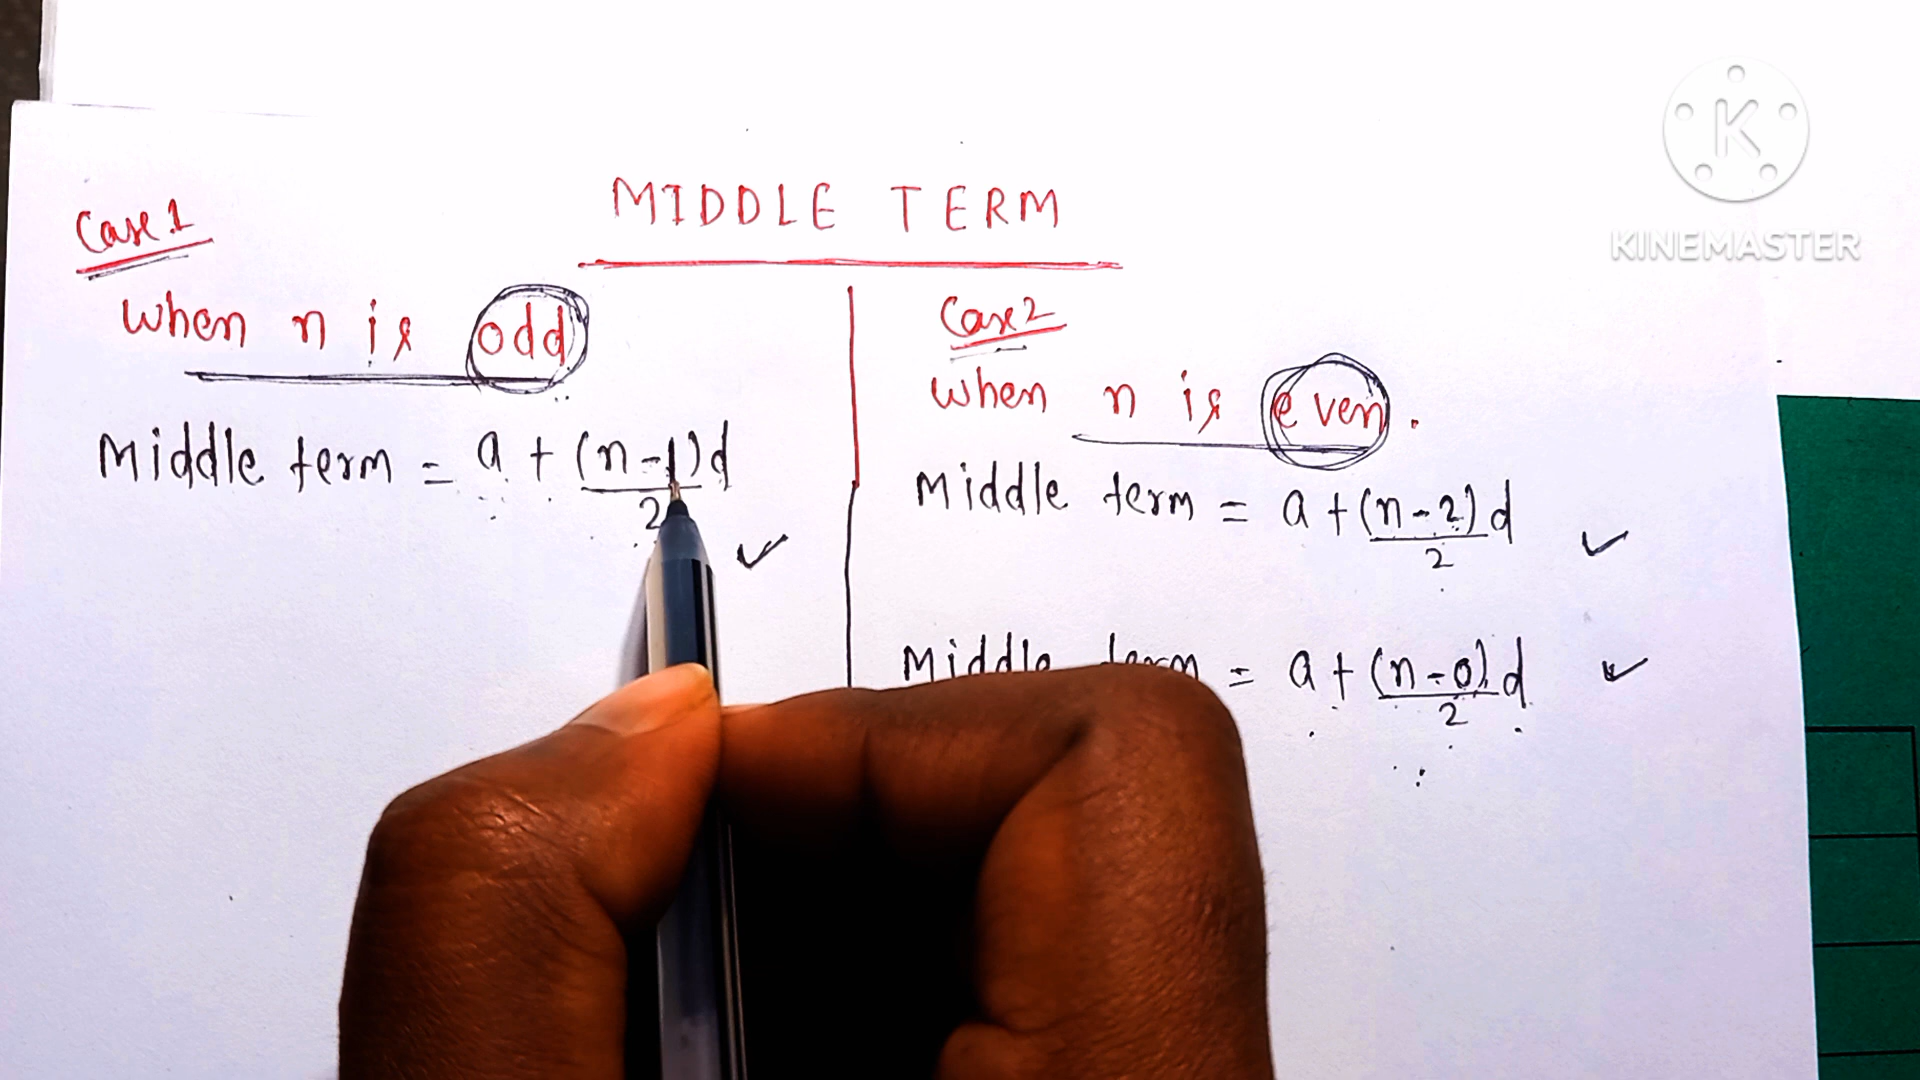 MIDDLE TERM
Case 1
When n is odd
Middle term = a + (n-1)d
2
Case 2
When n is even.
Middle term = a + (n-2)d
2
Middle term = a + (n-0)d
2
K
KINEMASTER